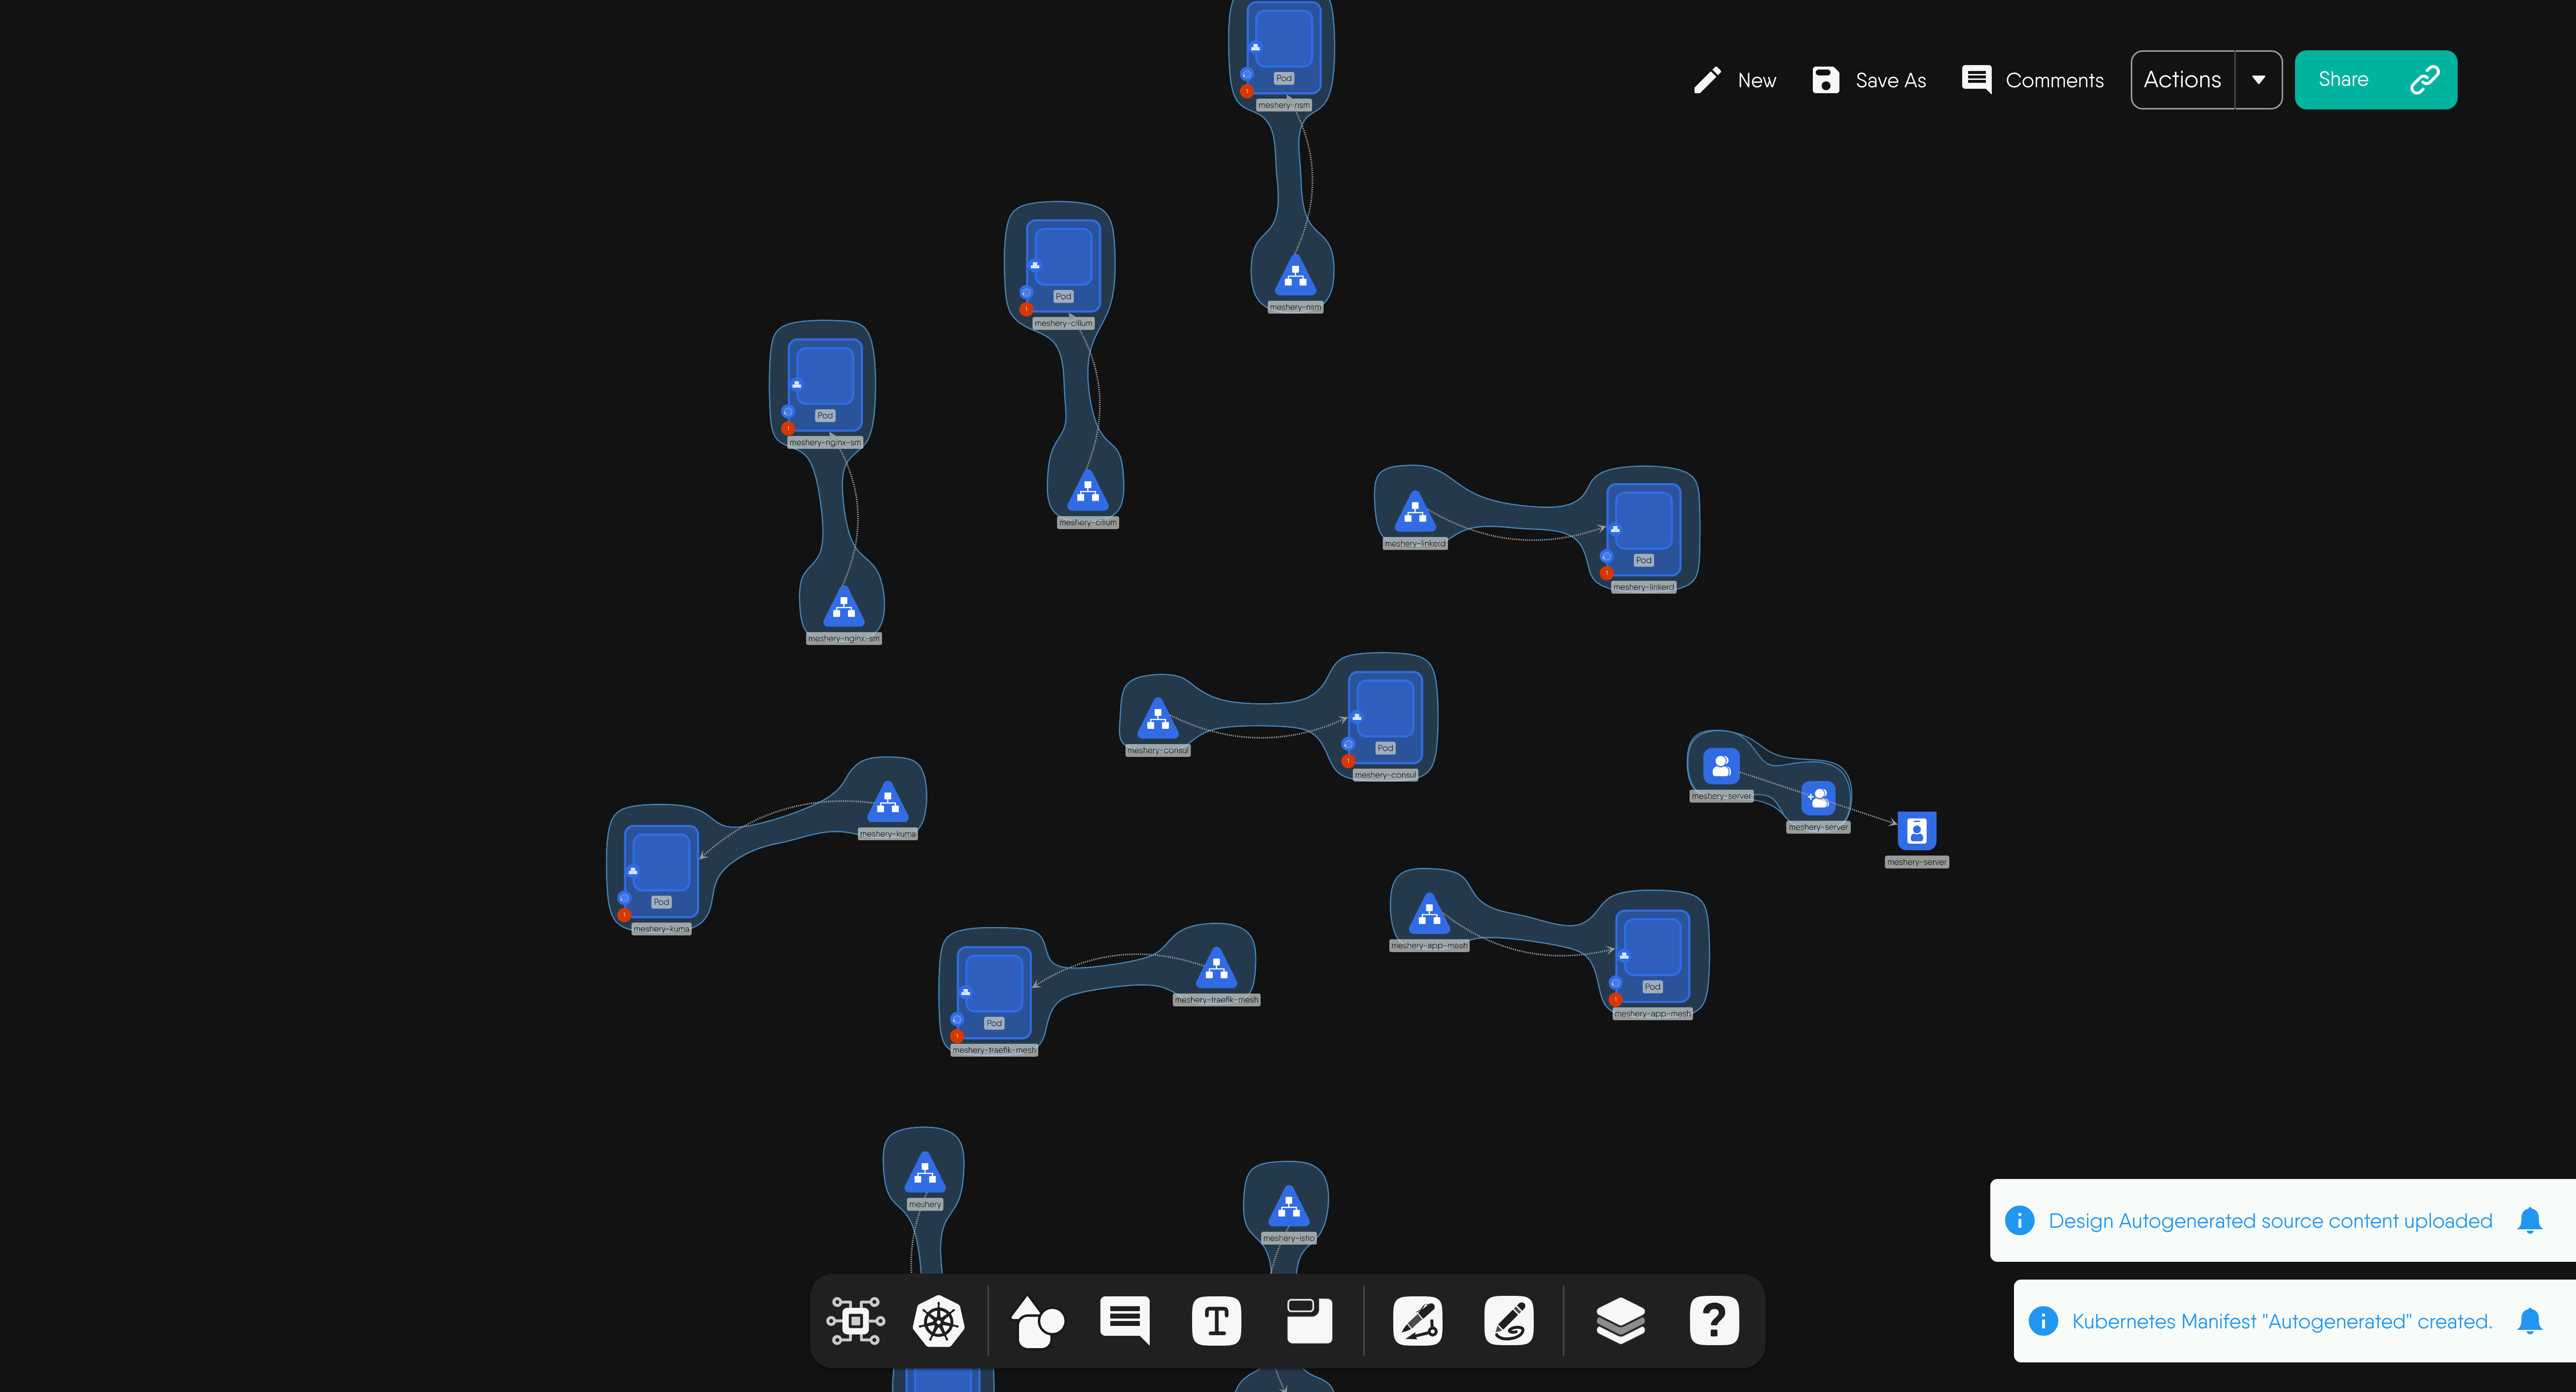 Pod
meshery-nsm
meshery-nsm
New
Save As
Comments
Actions
Share
Pod
meshery-cilium
meshery-cilium
Pod
meshery-nginx-sm
meshery-nginx-sm
meshery-linkerd
Pod
meshery-linkerd
meshery-consul
Pod
meshery-consul
meshery-kuma
Pod
meshery-kuma
meshery-server
meshery-server
meshery-server
meshery-app-mesh
Pod
meshery-app-mesh
meshery-traefik-mesh
Pod
meshery-traefik-mesh
meshery
meshery-istio
Design Autogenerated source content uploaded
Kubernetes Manifest "Autogenerated" created.